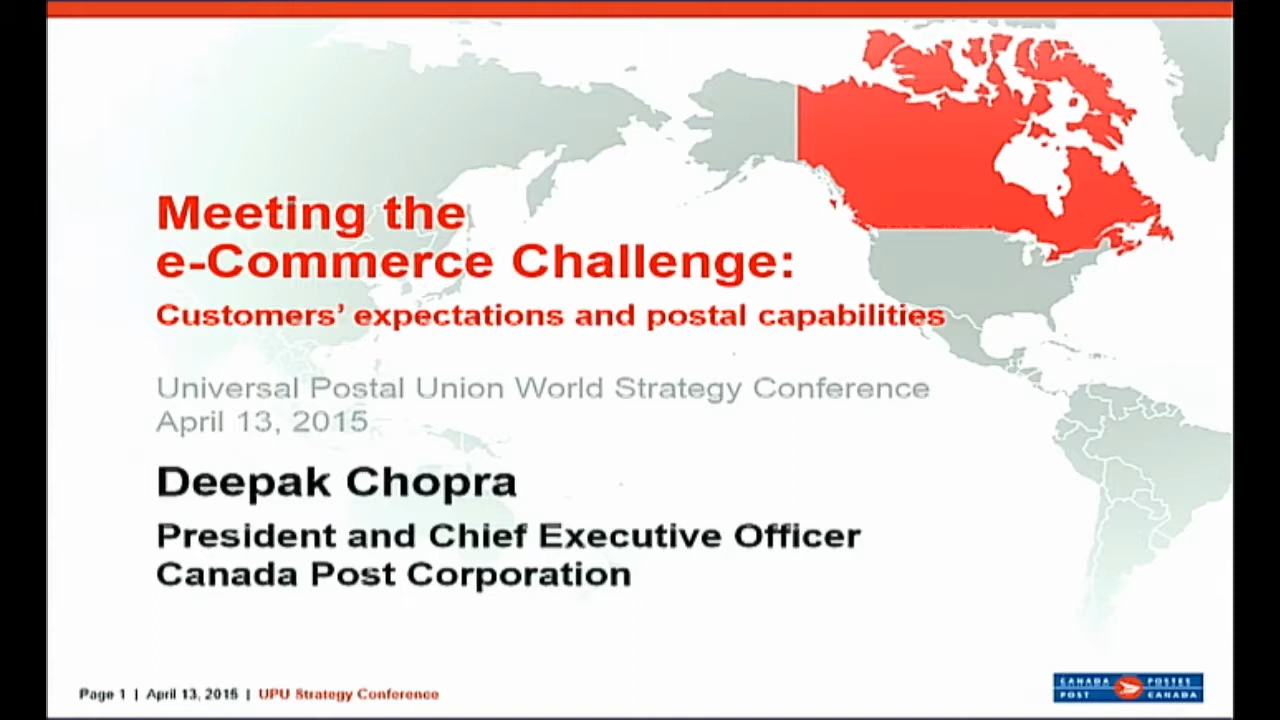 Meeting the
e-Commerce Challenge:
Customers’ expectations and postal capabilities
Universal Postal Union World Strategy Conference
April 13, 2015
Deepak Chopra
President and Chief Executive Officer
Canada Post Corporation
Page 1 | April 13, 2015 | UPU Strategy Conference
CANADA POSTES
POST CANADA